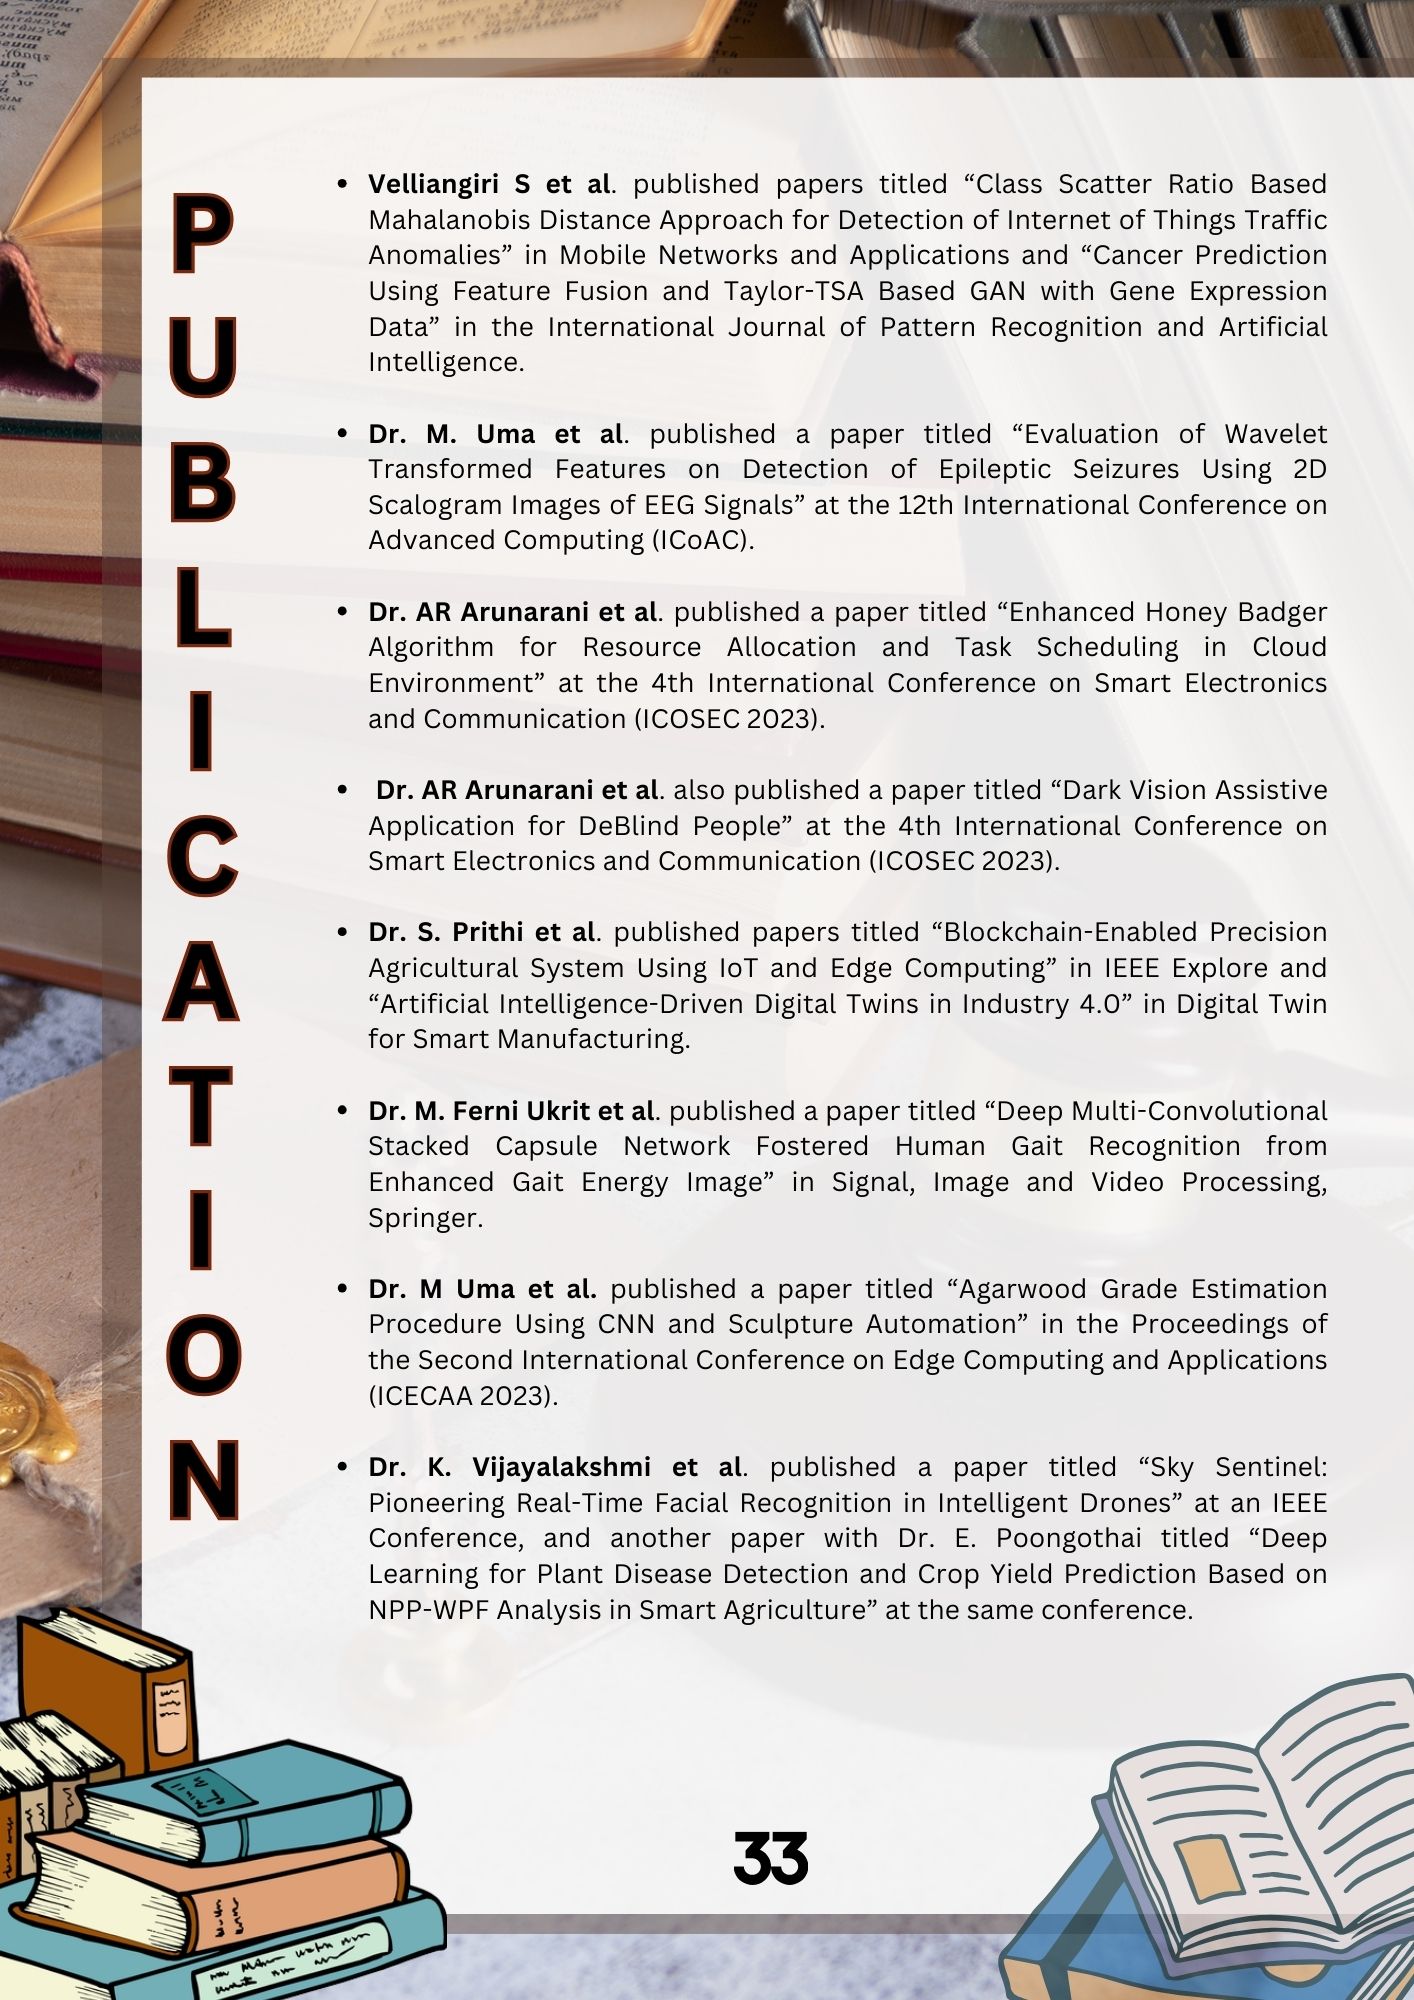 PUBLICATION
• Velliangiri S et al. published papers titled “Class Scatter Ratio Based
Mahalanobis Distance Approach for Detection of Internet of Things Traffic
Anomalies” in Mobile Networks and Applications and “Cancer Prediction
Using Feature Fusion and Taylor-TSA Based GAN with Gene Expression
Data” in the International Journal of Pattern Recognition and Artificial
Intelligence.
• Dr. M. Uma et al. published a paper titled “Evaluation of Wavelet
Transformed Features on Detection of Epileptic Seizures Using 2D
Scalogram Images of EEG Signals” at the 12th International Conference on
Advanced Computing (ICoAC).
• Dr. AR Arunarani et al. published a paper titled “Enhanced Honey Badger
Algorithm for Resource Allocation and Task Scheduling in Cloud
Environment” at the 4th International Conference on Smart Electronics
and Communication (ICOSEC 2023).
• Dr. AR Arunarani et al. also published a paper titled “Dark Vision Assistive
Application for DeBlind People” at the 4th International Conference on
Smart Electronics and Communication (ICOSEC 2023).
• Dr. S. Prithi et al. published papers titled “Blockchain-Enabled Precision
Agricultural System Using IoT and Edge Computing” in IEEE Explore and
“Artificial Intelligence-Driven Digital Twins in Industry 4.0” in Digital Twin
for Smart Manufacturing.
• Dr. M. Ferni Ukrit et al. published a paper titled “Deep Multi-Convolutional
Stacked Capsule Network Fostered Human Gait Recognition from
Enhanced Gait Energy Image” in Signal, Image and Video Processing,
Springer.
• Dr. M Uma et al. published a paper titled “Agarwood Grade Estimation
Procedure Using CNN and Sculpture Automation” in the Proceedings of
the Second International Conference on Edge Computing and Applications
(ICECAA 2023).
• Dr. K. Vijayalakshmi et al. published a paper titled “Sky Sentinel:
Pioneering Real-Time Facial Recognition in Intelligent Drones” at an IEEE
Conference, and another paper with Dr. E. Poongothai titled “Deep
Learning for Plant Disease Detection and Crop Yield Prediction Based on
NPP-WPF Analysis in Smart Agriculture” at the same conference.
33